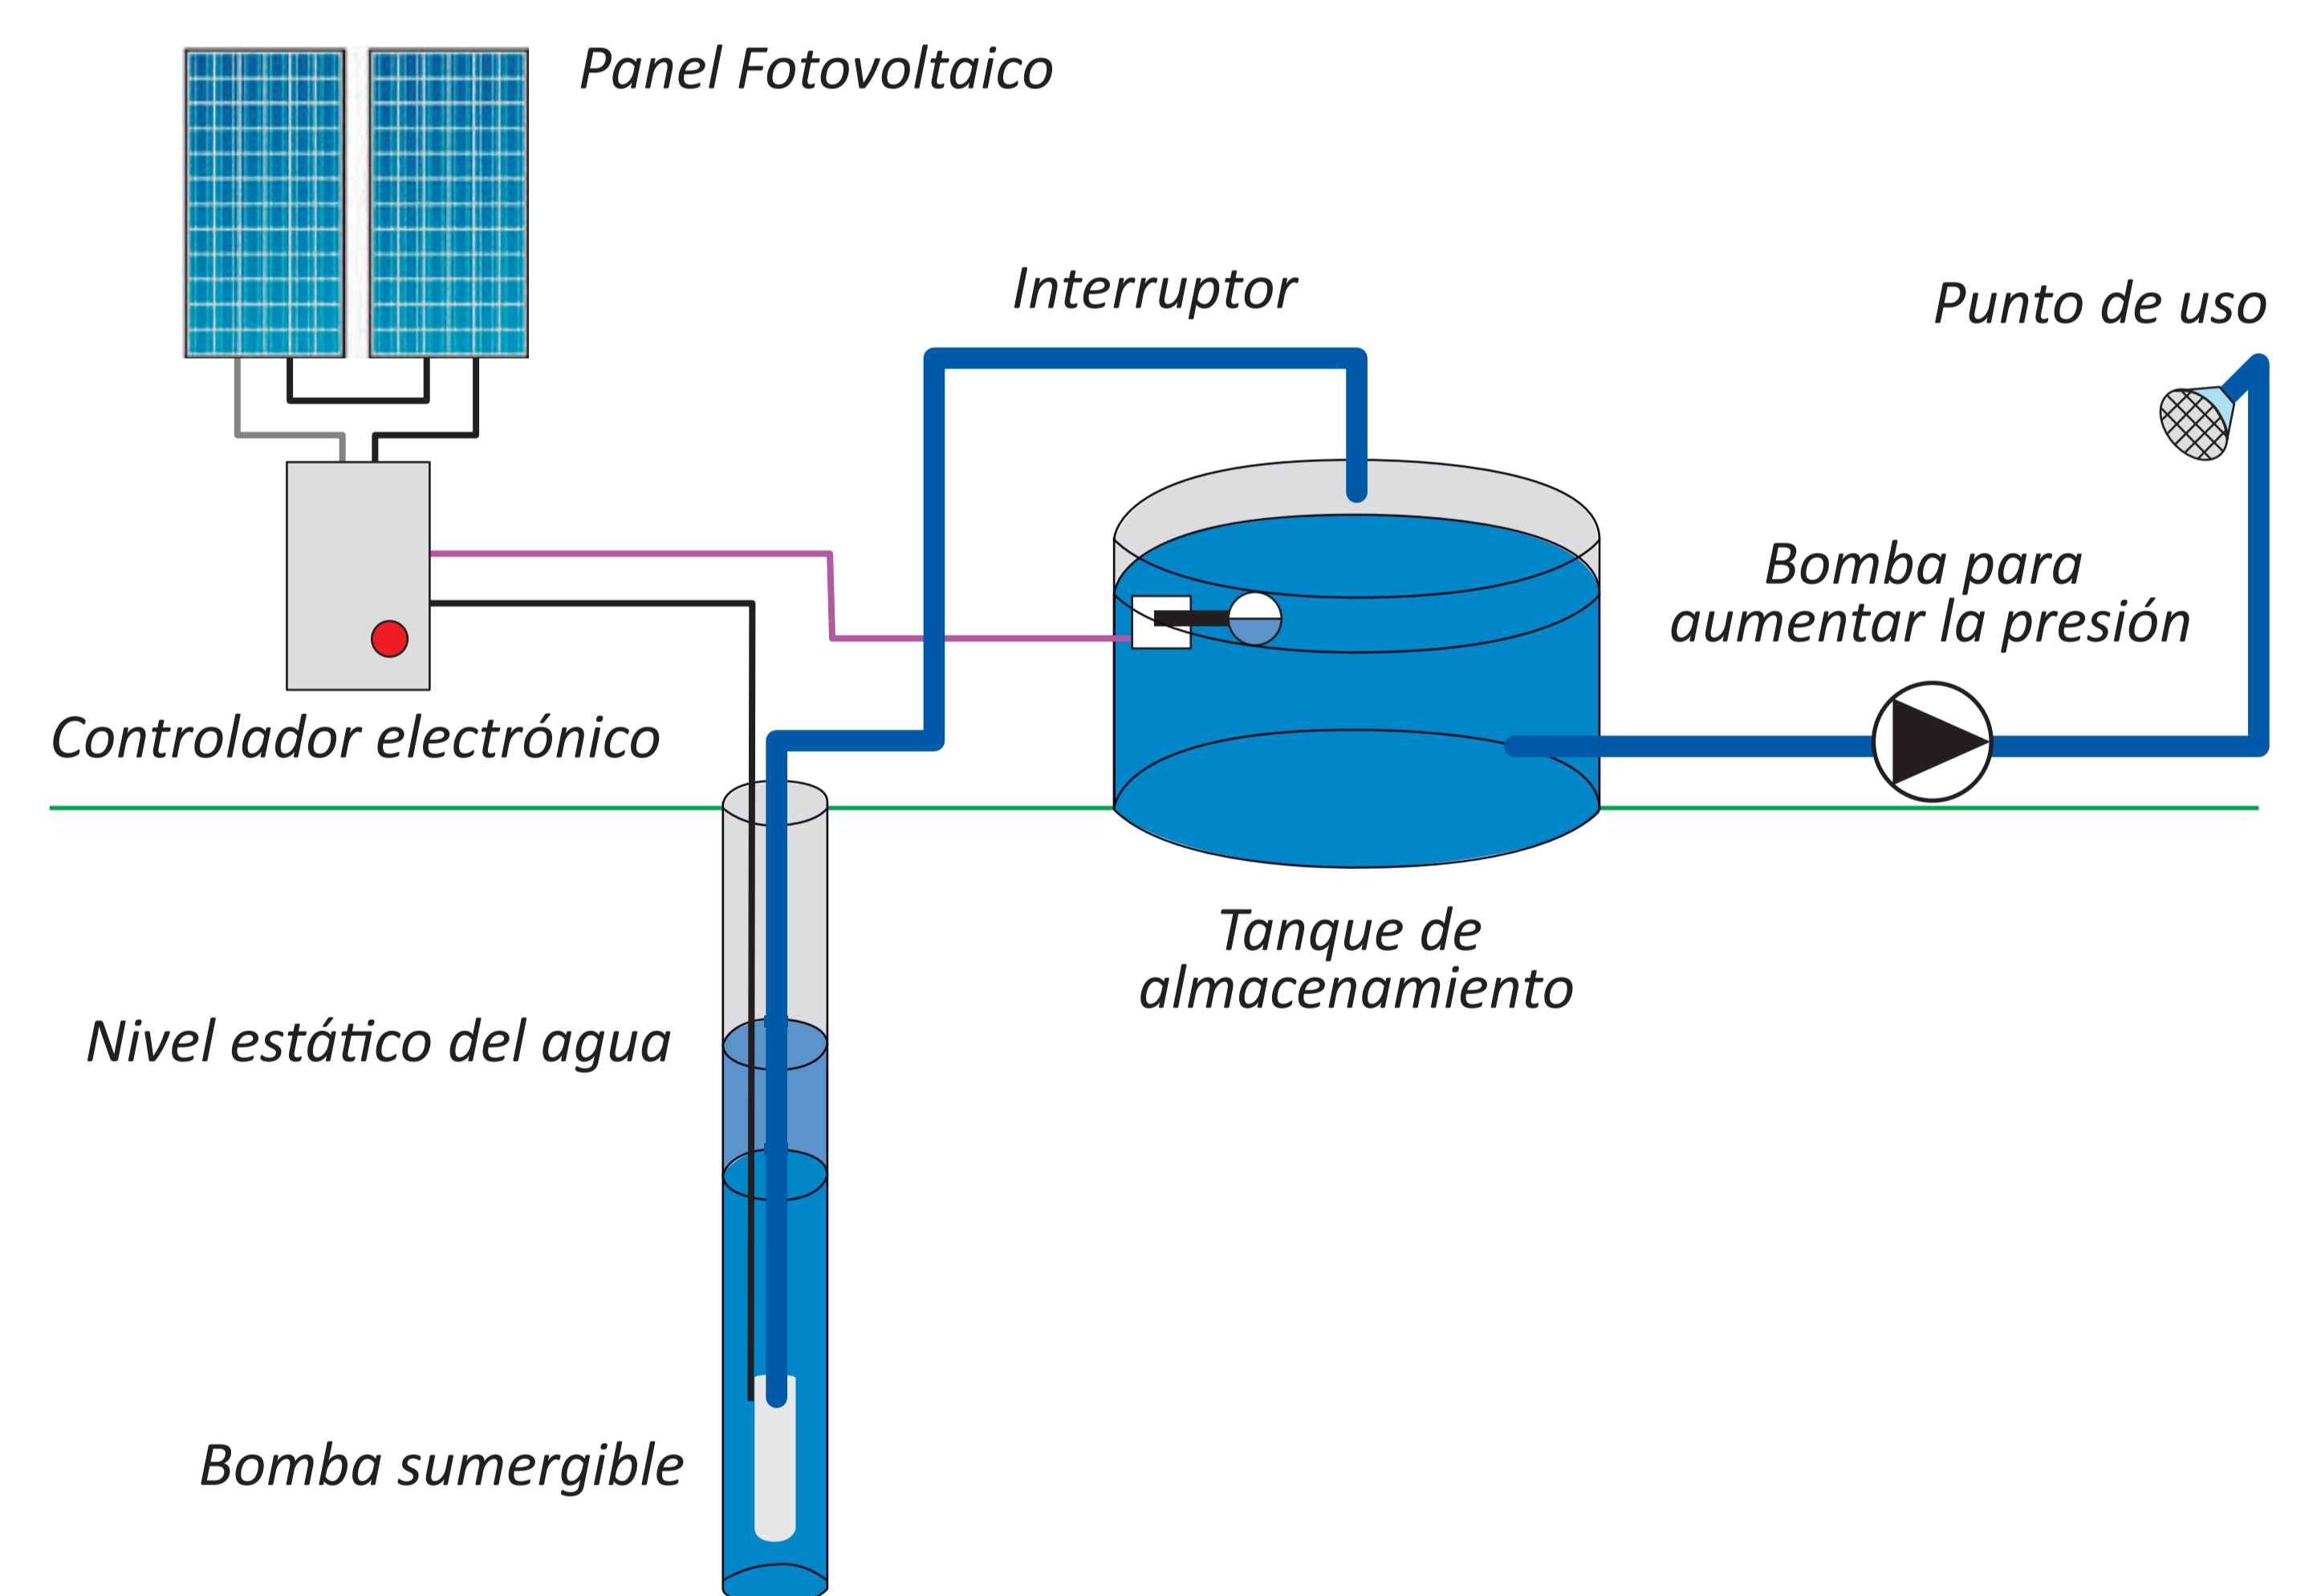 Panel Fotovoltaico
Interruptor
Punto de uso
Bomba para
aumentar la presión
Controlador electrónico
Tanque de
almacenamiento
Nivel estático del agua
Bomba sumergible